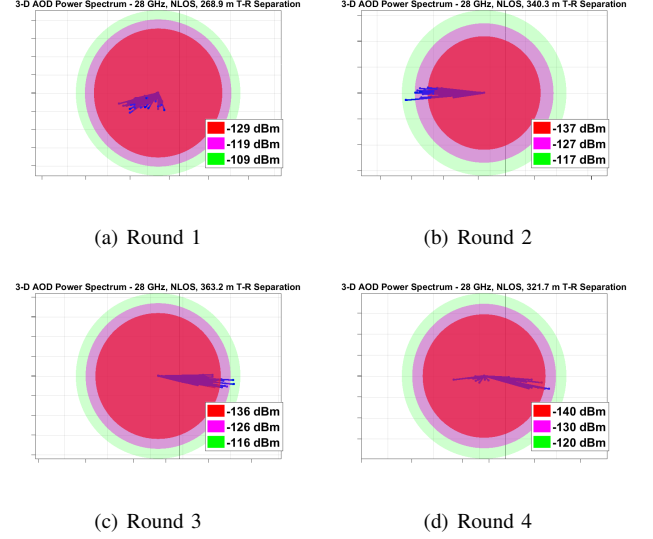 3-D AOD Power Spectrum - 28 GHz, NLOS, 268.9 m T-R Separation
-129 dBm
-119 dBm
-109 dBm
(a) Round 1
3-D AOD Power Spectrum - 28 GHz, NLOS, 340.3 m T-R Separation
-137 dBm
-127 dBm
-117 dBm
(b) Round 2
3-D AOD Power Spectrum - 28 GHz, NLOS, 363.2 m T-R Separation
-136 dBm
-126 dBm
-116 dBm
(c) Round 3
3-D AOD Power Spectrum - 28 GHz, NLOS, 321.7 m T-R Separation
-140 dBm
-130 dBm
-120 dBm
(d) Round 4